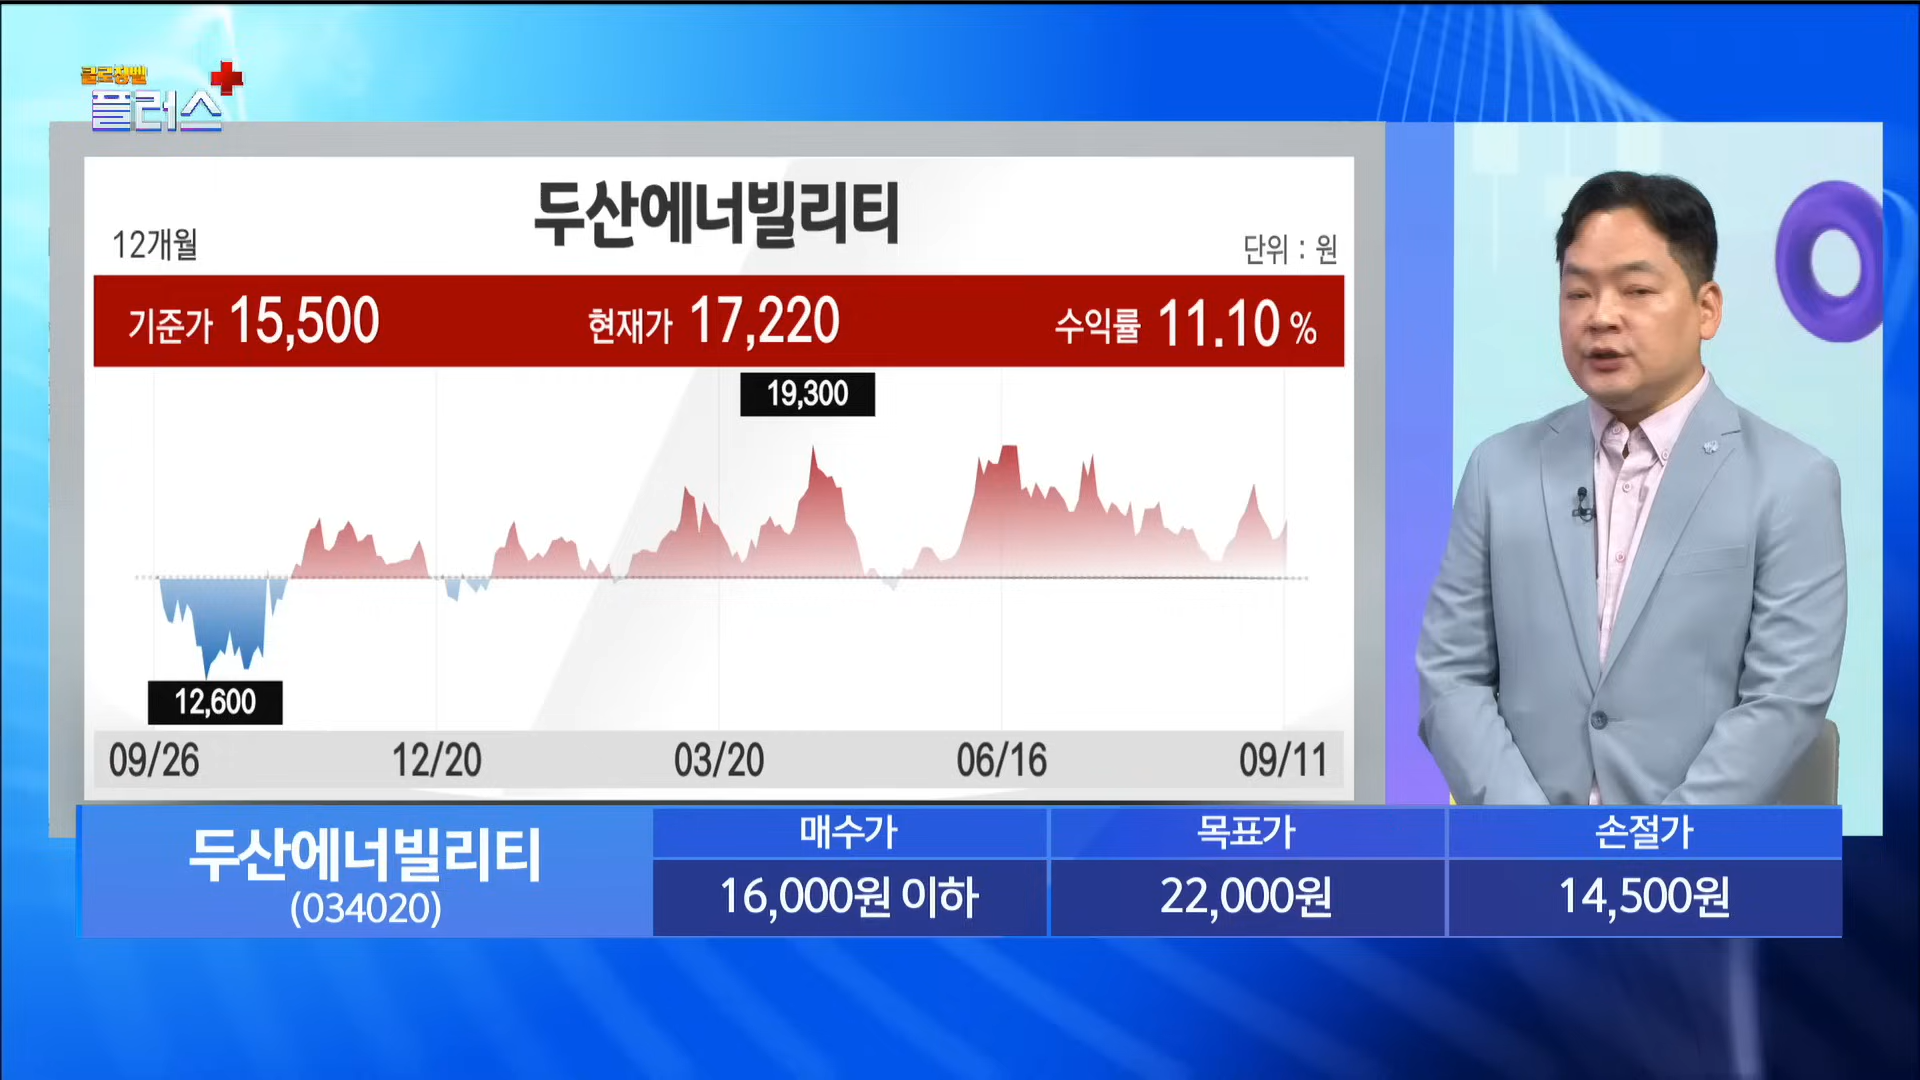 클로징벨
플러스
두산에너빌리티
12개월
단위 : 원
기준가 15,500 현재가 17,220 수익률 11.10 %
19,300
12,600
09/26 12/20 03/20 06/16 09/11
두산에너빌리티
(034020)
매수가 목표가 손절가
16,000원 이하 22,000원 14,500원